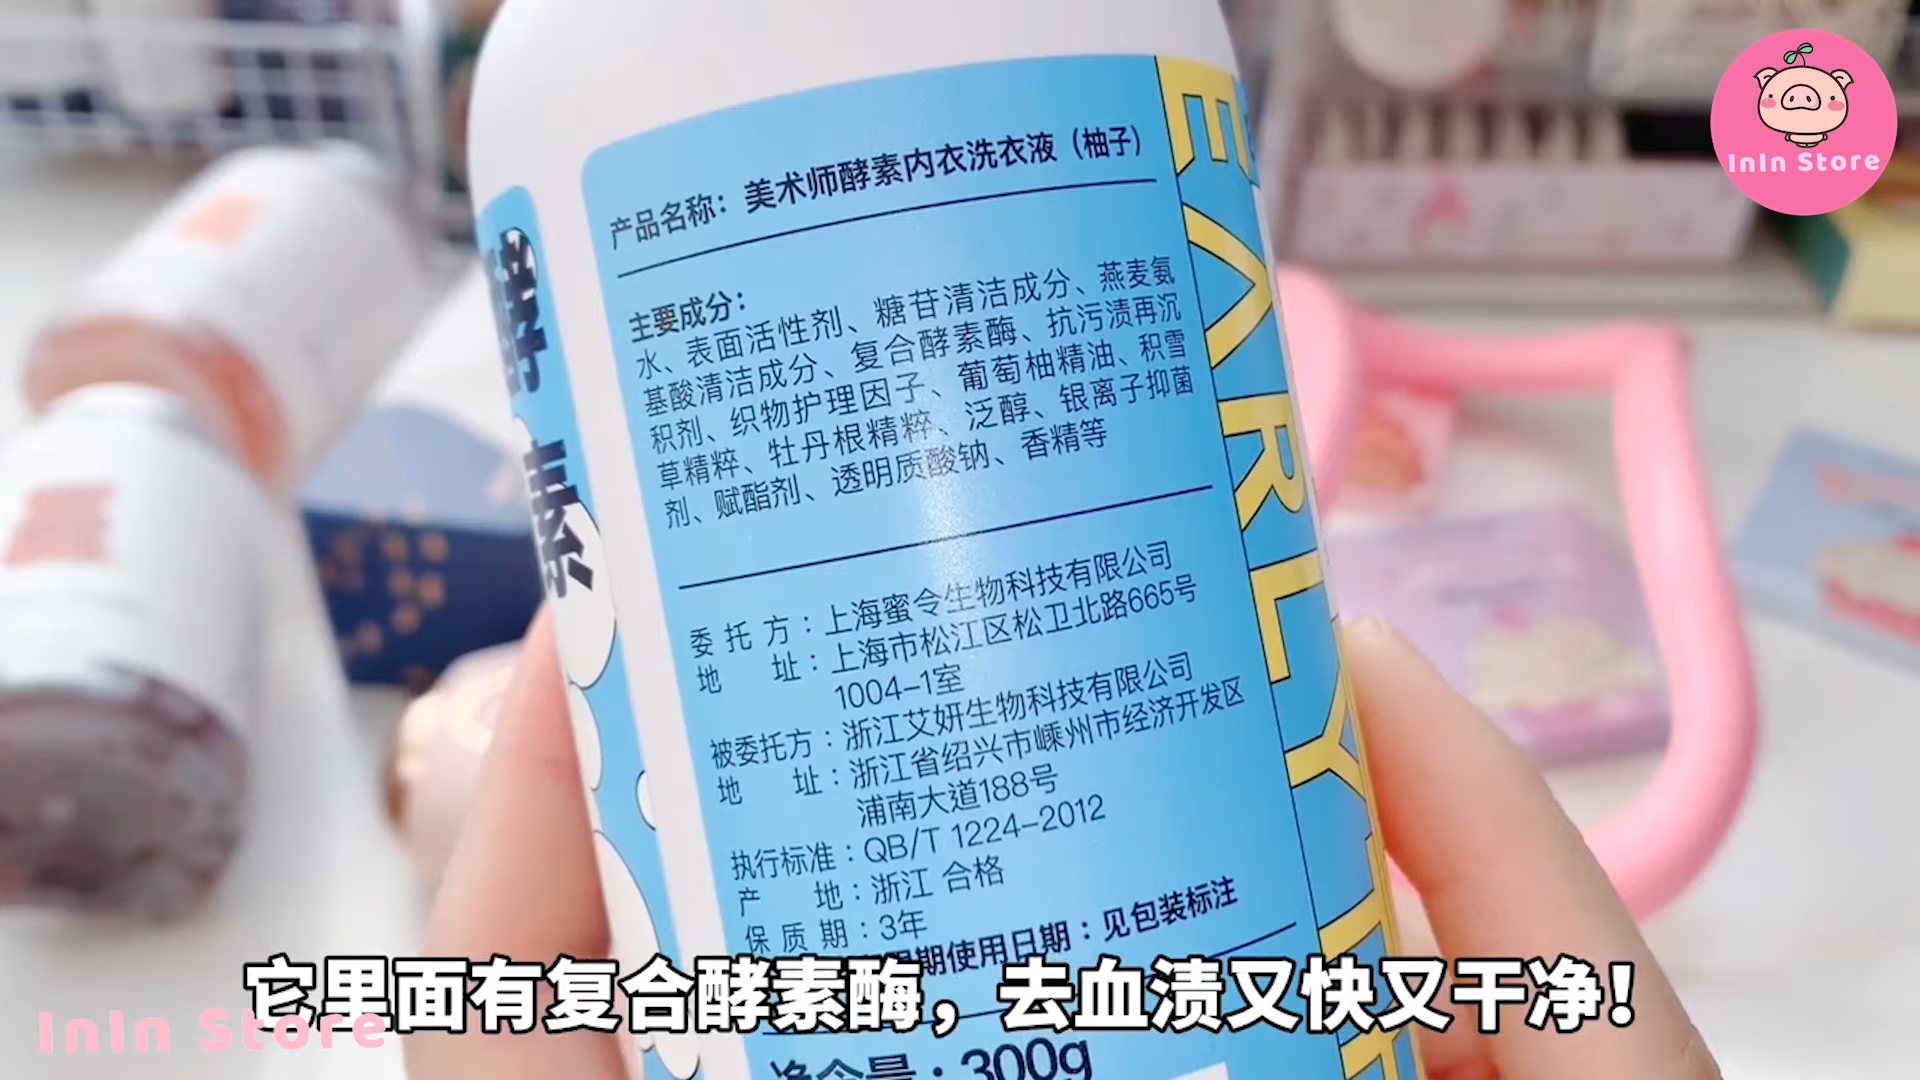 InIn Store
酵素
EARLY
产品名称：美术师酵素内衣洗衣液（柚子）
主要成分：
水、表面活性剂、糖苷清洁成分、燕麦氨
基酸清洁成分、复合酵素酶、抗污渍再沉
积剂、织物护理因子、葡萄柚精油、积雪
草精粹、牡丹根精粹、泛醇、银离子抑菌
剂、赋酯剂、透明质酸钠、香精等
委托方：上海蜜令生物科技有限公司
地址：上海市松江区松卫北路665号
1004-1室
被委托方：浙江艾妍生物科技有限公司
地址：浙江省绍兴市嵊州市经济开发区
浦南大道188号
执行标准：QB/T 1224-2012
产地：浙江 合格
保质期：3年
期使用日期：见包装标注
它里面有复合酵素酶，去血渍又快又干净！
InIn Store
净含量：300g